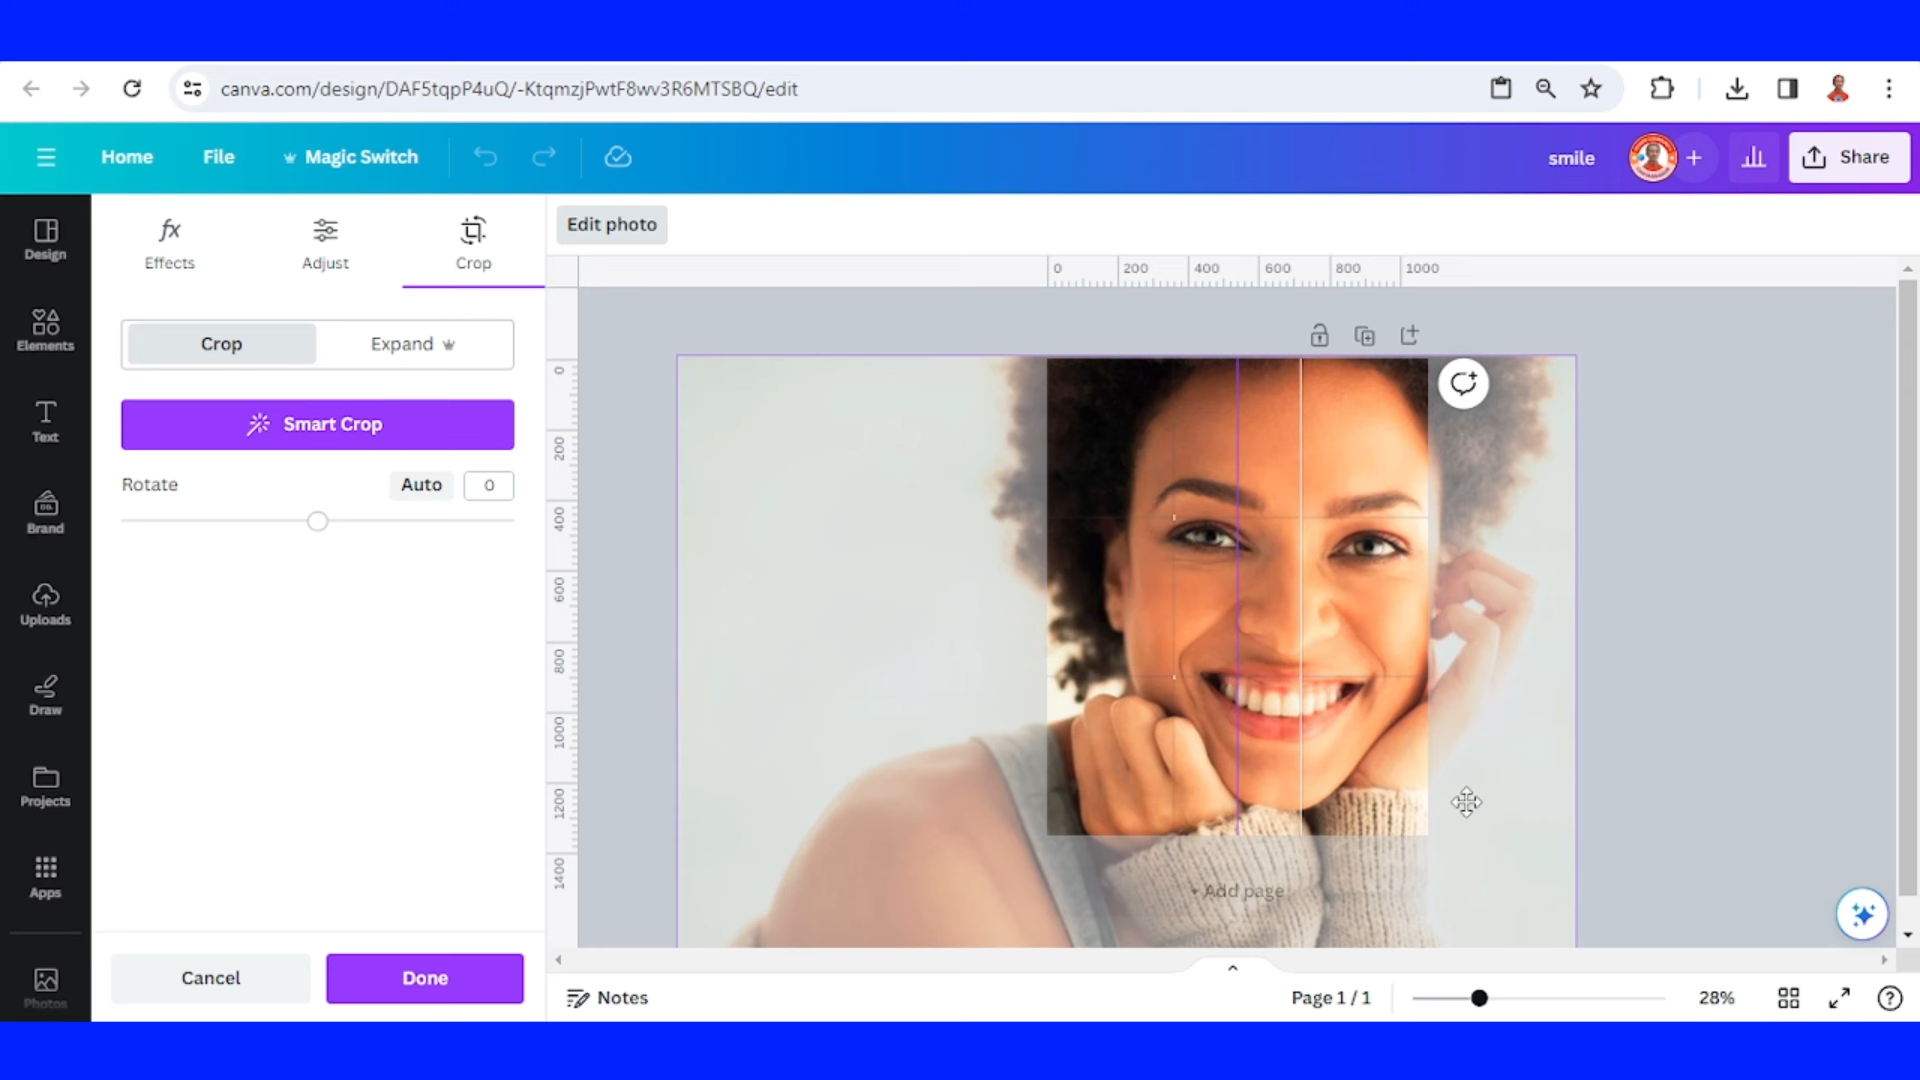 canva.com/design/DAF5tqpP4uQ/-KtqmzjPwtF8wv3R6MTSBQ/edit
Home File Magic Switch smile Share
Design
Elements
Text
Brand
Uploads
Draw
Projects
Apps
Photos
fx
Effects Adjust Crop
Crop Expand
Smart Crop
Rotate Auto 0
Cancel Done
Edit photo
0 200 400 600 800 1000
0
200
400
600
800
1000
1200
1400
+ Add page
Notes Page 1 / 1 28%